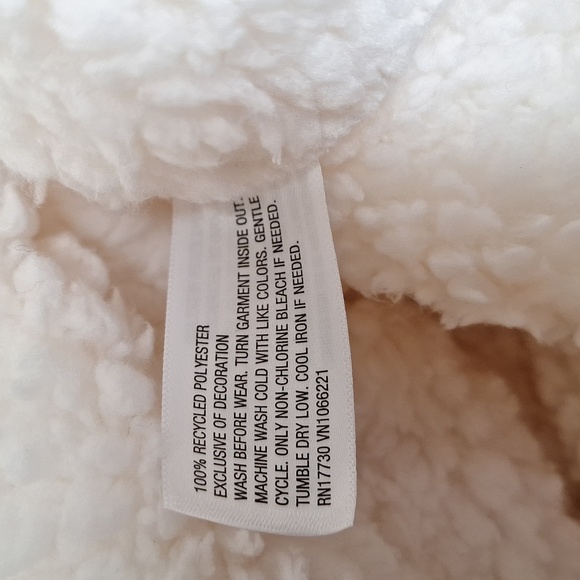 100% RECYCLED POLYESTER
EXCLUSIVE OF DECORATION
WASH BEFORE WEAR. TURN GARMENT INSIDE OUT.
MACHINE WASH COLD WITH LIKE COLORS. GENTLE
CYCLE. ONLY NON-CHLORINE BLEACH IF NEEDED.
TUMBLE DRY LOW. COOL IRON IF NEEDED.
RN17730 VN1066221